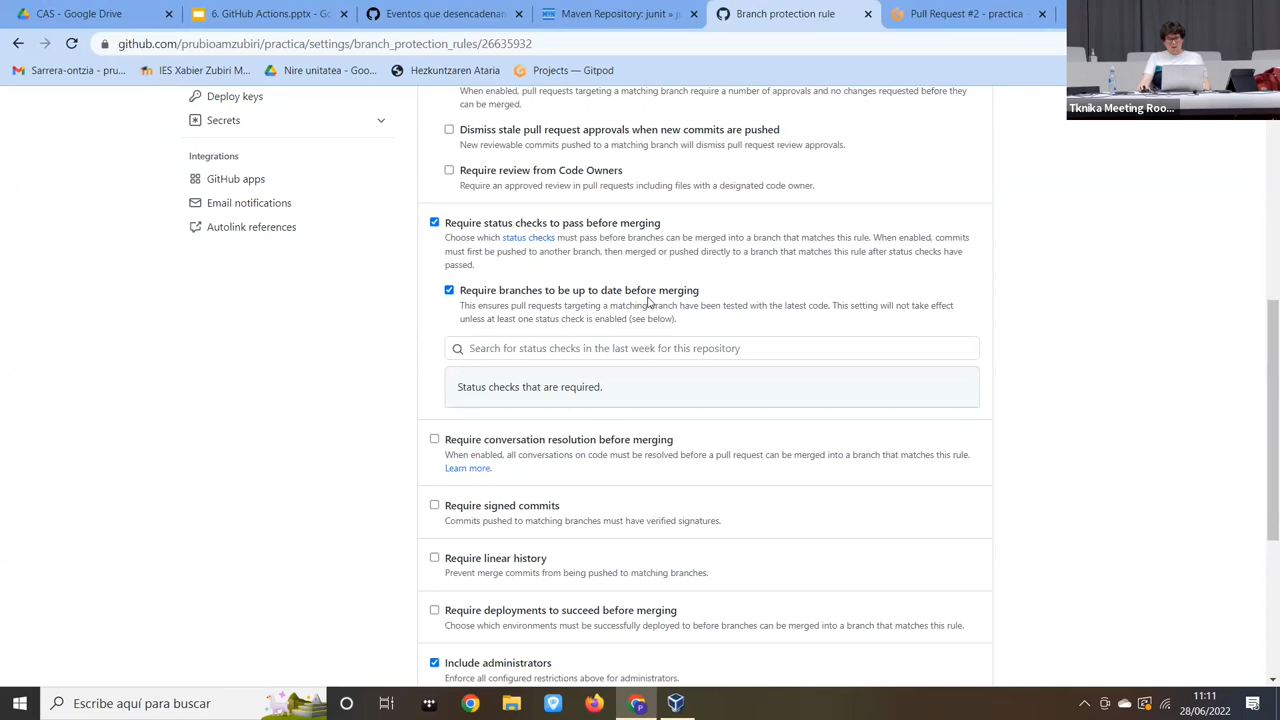 CAS - Google Drive
GitHub Actions.pptx - G
Home · prubioamzubiri
Maven Repository: junit » ju
Branch protection rule
Pull Request #2 - practica
github.com/prubioamzubiri/practica/settings/branch_protection_rules/26635932
Sarrera-ontzia - pru...
IES Xabier Zubiri M...
Nire unitatea - Goo...
Hezkuntzen Ataria
Projects — Gitpod
Tknika Meeting Roo...
Deploy keys
Secrets
Integrations
GitHub apps
Email notifications
Autolink references
When enabled, pull requests targeting a matching branch require a number of approvals and no changes requested before they
can be merged.
Dismiss stale pull request approvals when new commits are pushed
New reviewable commits pushed to a matching branch will dismiss pull request review approvals.
Require review from Code Owners
Require an approved review in pull requests including files with a designated code owner.
Require status checks to pass before merging
Choose which status checks must pass before branches can be merged into a branch that matches this rule. When enabled, commits
must first be pushed to another branch, then merged or pushed directly to a branch that matches this rule after status checks have
passed.
Require branches to be up to date before merging
This ensures pull requests targeting a matching branch have been tested with the latest code. This setting will not take effect
unless at least one status check is enabled (see below).
Search for status checks in the last week for this repository
Status checks that are required.
Require conversation resolution before merging
When enabled, all conversations on code must be resolved before a pull request can be merged into a branch that matches this rule.
Learn more.
Require signed commits
Commits pushed to matching branches must have verified signatures.
Require linear history
Prevent merge commits from being pushed to matching branches.
Require deployments to succeed before merging
Choose which environments must be successfully deployed to before branches can be merged into a branch that matches this rule.
Include administrators
Enforce all configured restrictions above for administrators.
Escribe aquí para buscar
11:11
28/06/2022